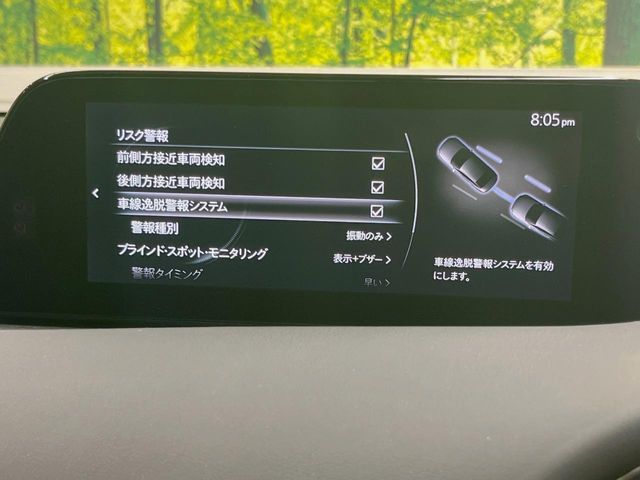 8:05pm
リスク警報
前側方接近車両検知
後側方接近車両検知
車線逸脱警報システム
警報種別 振動のみ
ブラインド・スポット・モニタリング 表示+ブザー
警報タイミング 早い
車線逸脱警報システムを有効
にします。